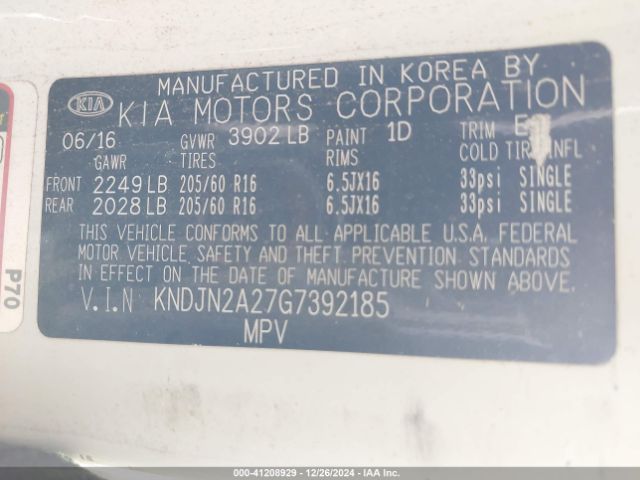 MANUFACTURED IN KOREA BY
KIA KIA MOTORS CORPORATION
06/16 GVWR 3902 LB PAINT 1D TRIM
GAWR TIRES RIMS COLD TIRE INFL
FRONT 2249 LB 205/60 R16 6.5JX16 33psi SINGLE
REAR 2028 LB 205/60 R16 6.5JX16 33psi SINGLE
THIS VEHICLE CONFORMS TO ALL APPLICABLE U.S.A. FEDERAL
MOTOR VEHICLE SAFETY AND THEFT PREVENTION STANDARDS
IN EFFECT ON THE DATE OF MANUFACTURE SHOWN ABOVE.
V.I.N KNDJN2A27G7392185
MPV
P70
000-41208929 - 12/26/2024 - IAA Inc.